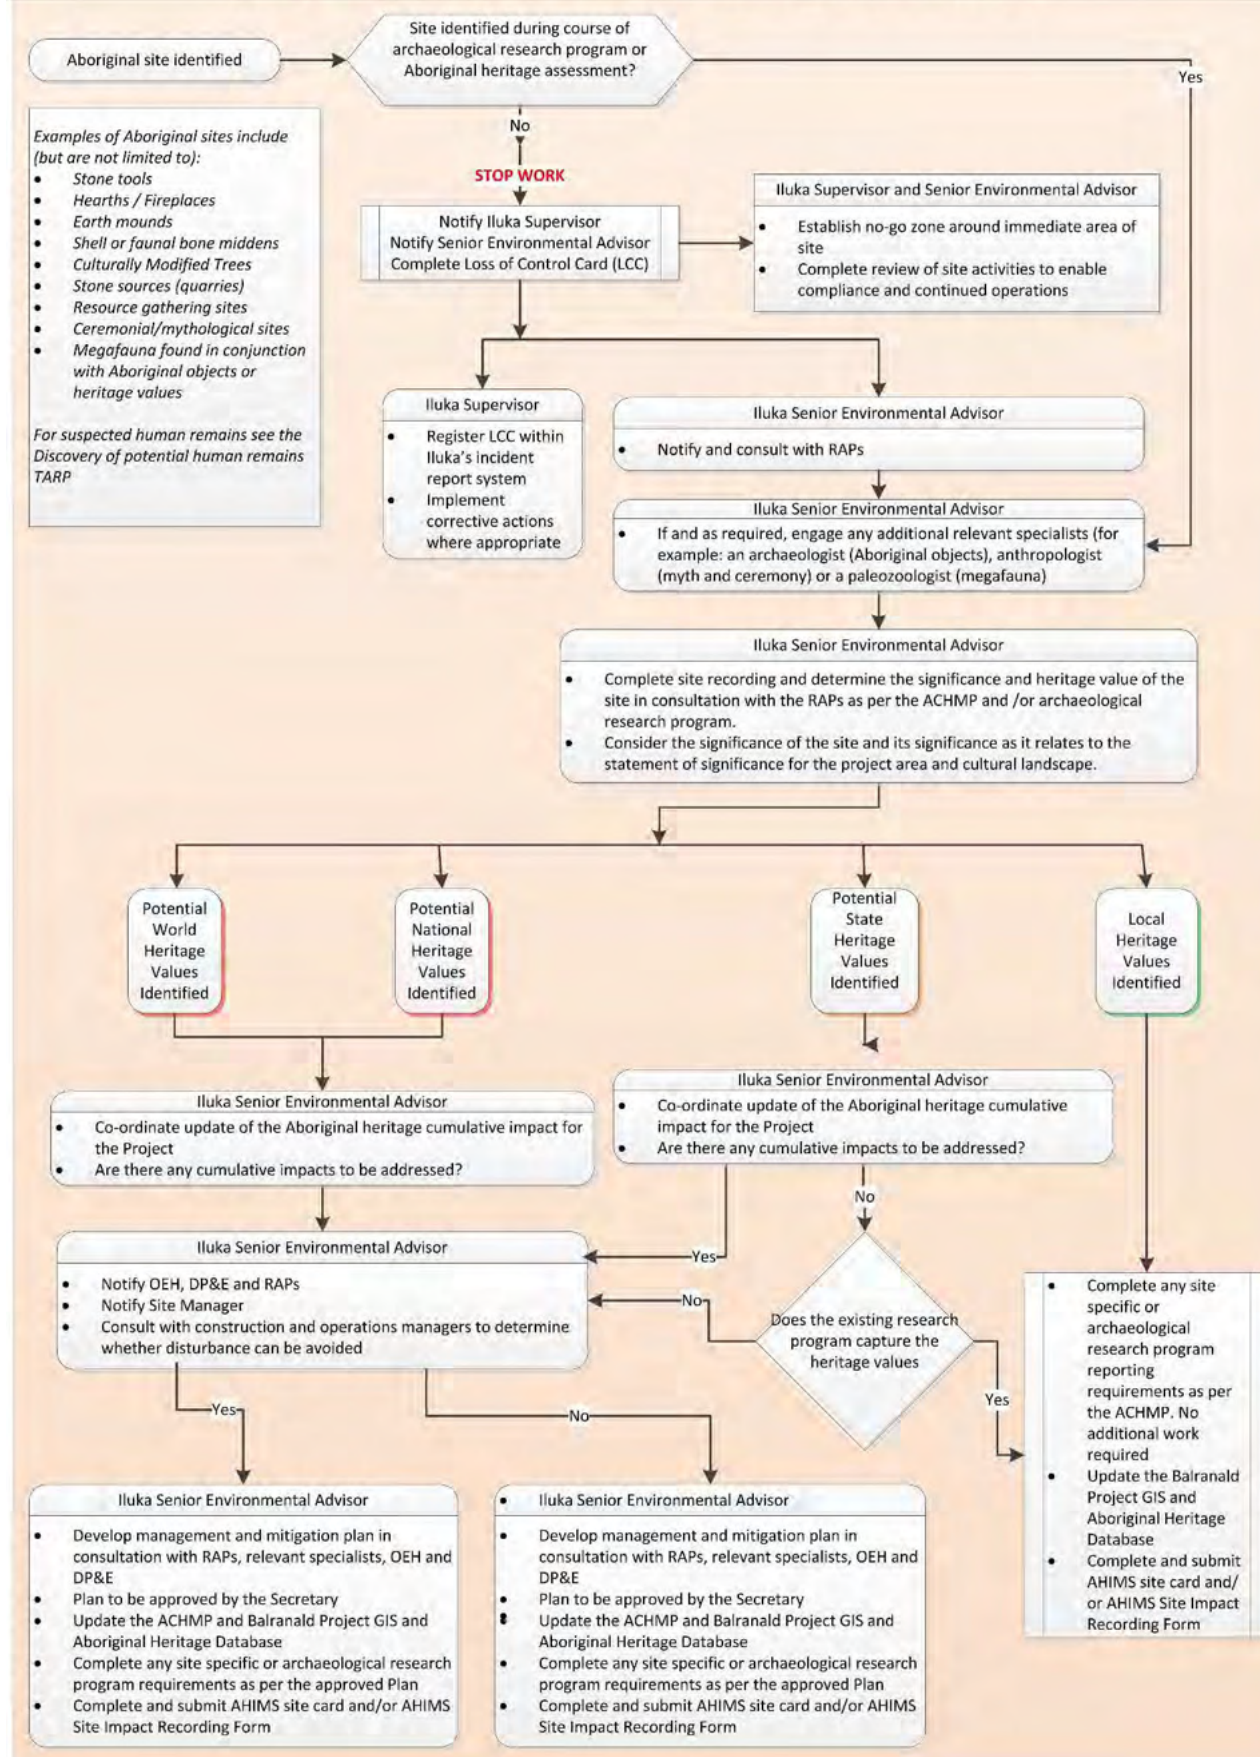 Aboriginal site identified
Site identified during course of
archaeological research program or
Aboriginal heritage assessment?
Yes
No
STOP WORK
Examples of Aboriginal sites include
(but are not limited to):
• Stone tools
• Hearths / Fireplaces
• Earth mounds
• Shell or faunal bone middens
• Culturally Modified Trees
• Stone sources (quarries)
• Resource gathering sites
• Ceremonial/mythological sites
• Megafauna found in conjunction
with Aboriginal objects or
heritage values
For suspected human remains see the
Discovery of potential human remains
TARP
Notify Iluka Supervisor
Notify Senior Environmental Advisor
Complete Loss of Control Card (LCC)
Iluka Supervisor and Senior Environmental Advisor
• Establish no-go zone around immediate area of
site
• Complete review of site activities to enable
compliance and continued operations
Iluka Supervisor
• Register LCC within
Iluka's incident
report system
• Implement
corrective actions
where appropriate
Iluka Senior Environmental Advisor
• Notify and consult with RAPs
Iluka Senior Environmental Advisor
• If and as required, engage any additional relevant specialists (for
example: an archaeologist (Aboriginal objects), anthropologist
(myth and ceremony) or a paleozoologist (megafauna)
Iluka Senior Environmental Advisor
• Complete site recording and determine the significance and heritage value of the
site in consultation with the RAPs as per the ACHMP and /or archaeological
research program.
• Consider the significance of the site and its significance as it relates to the
statement of significance for the project area and cultural landscape.
Potential
World
Heritage
Values
Identified
Potential
National
Heritage
Values
Identified
Potential
State
Heritage
Values
Identified
Local
Heritage
Values
Identified
Iluka Senior Environmental Advisor
• Co-ordinate update of the Aboriginal heritage cumulative impact for
the Project
• Are there any cumulative impacts to be addressed?
Iluka Senior Environmental Advisor
• Co-ordinate update of the Aboriginal heritage cumulative
impact for the Project
• Are there any cumulative impacts to be addressed?
No
Yes
Iluka Senior Environmental Advisor
• Notify OEH, DP&E and RAPs
• Notify Site Manager
• Consult with construction and operations managers to determine
whether disturbance can be avoided
No
Does the existing research
program capture the
heritage values
Yes
• Complete any site
specific or
archaeological
research program
reporting
requirements as per
the ACHMP. No
additional work
required
• Update the Balranald
Project GIS and
Aboriginal Heritage
Database
• Complete and submit
AHIMS site card and/
or AHIMS Site Impact
Recording Form
Yes
No
Iluka Senior Environmental Advisor
• Develop management and mitigation plan in
consultation with RAPs, relevant specialists, OEH and
DP&E
• Plan to be approved by the Secretary
• Update the ACHMP and Balranald Project GIS and
Aboriginal Heritage Database
• Complete any site specific or archaeological research
program requirements as per the approved Plan
• Complete and submit AHIMS site card and/or AHIMS
Site Impact Recording Form
• Iluka Senior Environmental Advisor
• Develop management and mitigation plan in
consultation with RAPs, relevant specialists, OEH and
DP&E
• Plan to be approved by the Secretary
• Update the ACHMP and Balranald Project GIS and
Aboriginal Heritage Database
• Complete any site specific or archaeological research
program requirements as per the approved Plan
• Complete and submit AHIMS site card and/or AHIMS
Site Impact Recording Form